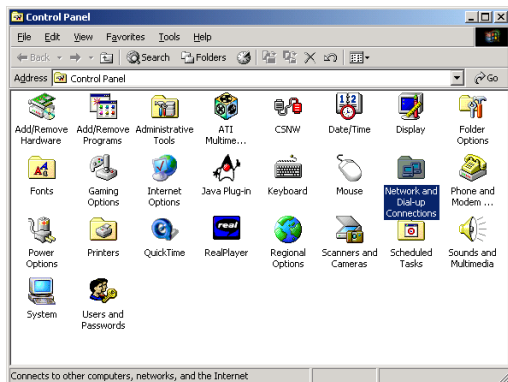 Control Panel
File Edit View Favorites Tools Help
Back Search Folders
Address Control Panel Go
Add/Remove Hardware
Add/Remove Programs
Administrative Tools
ATI Multime...
CSNW
Date/Time
Display
Folder Options
Fonts
Gaming Options
Internet Options
Java Plug-in
Keyboard
Mouse
Network and Dial-up Connections
Phone and Modem ...
Power Options
Printers
QuickTime
real
RealPlayer
Regional Options
Scanners and Cameras
Scheduled Tasks
Sounds and Multimedia
System
Users and Passwords
Connects to other computers, networks, and the Internet